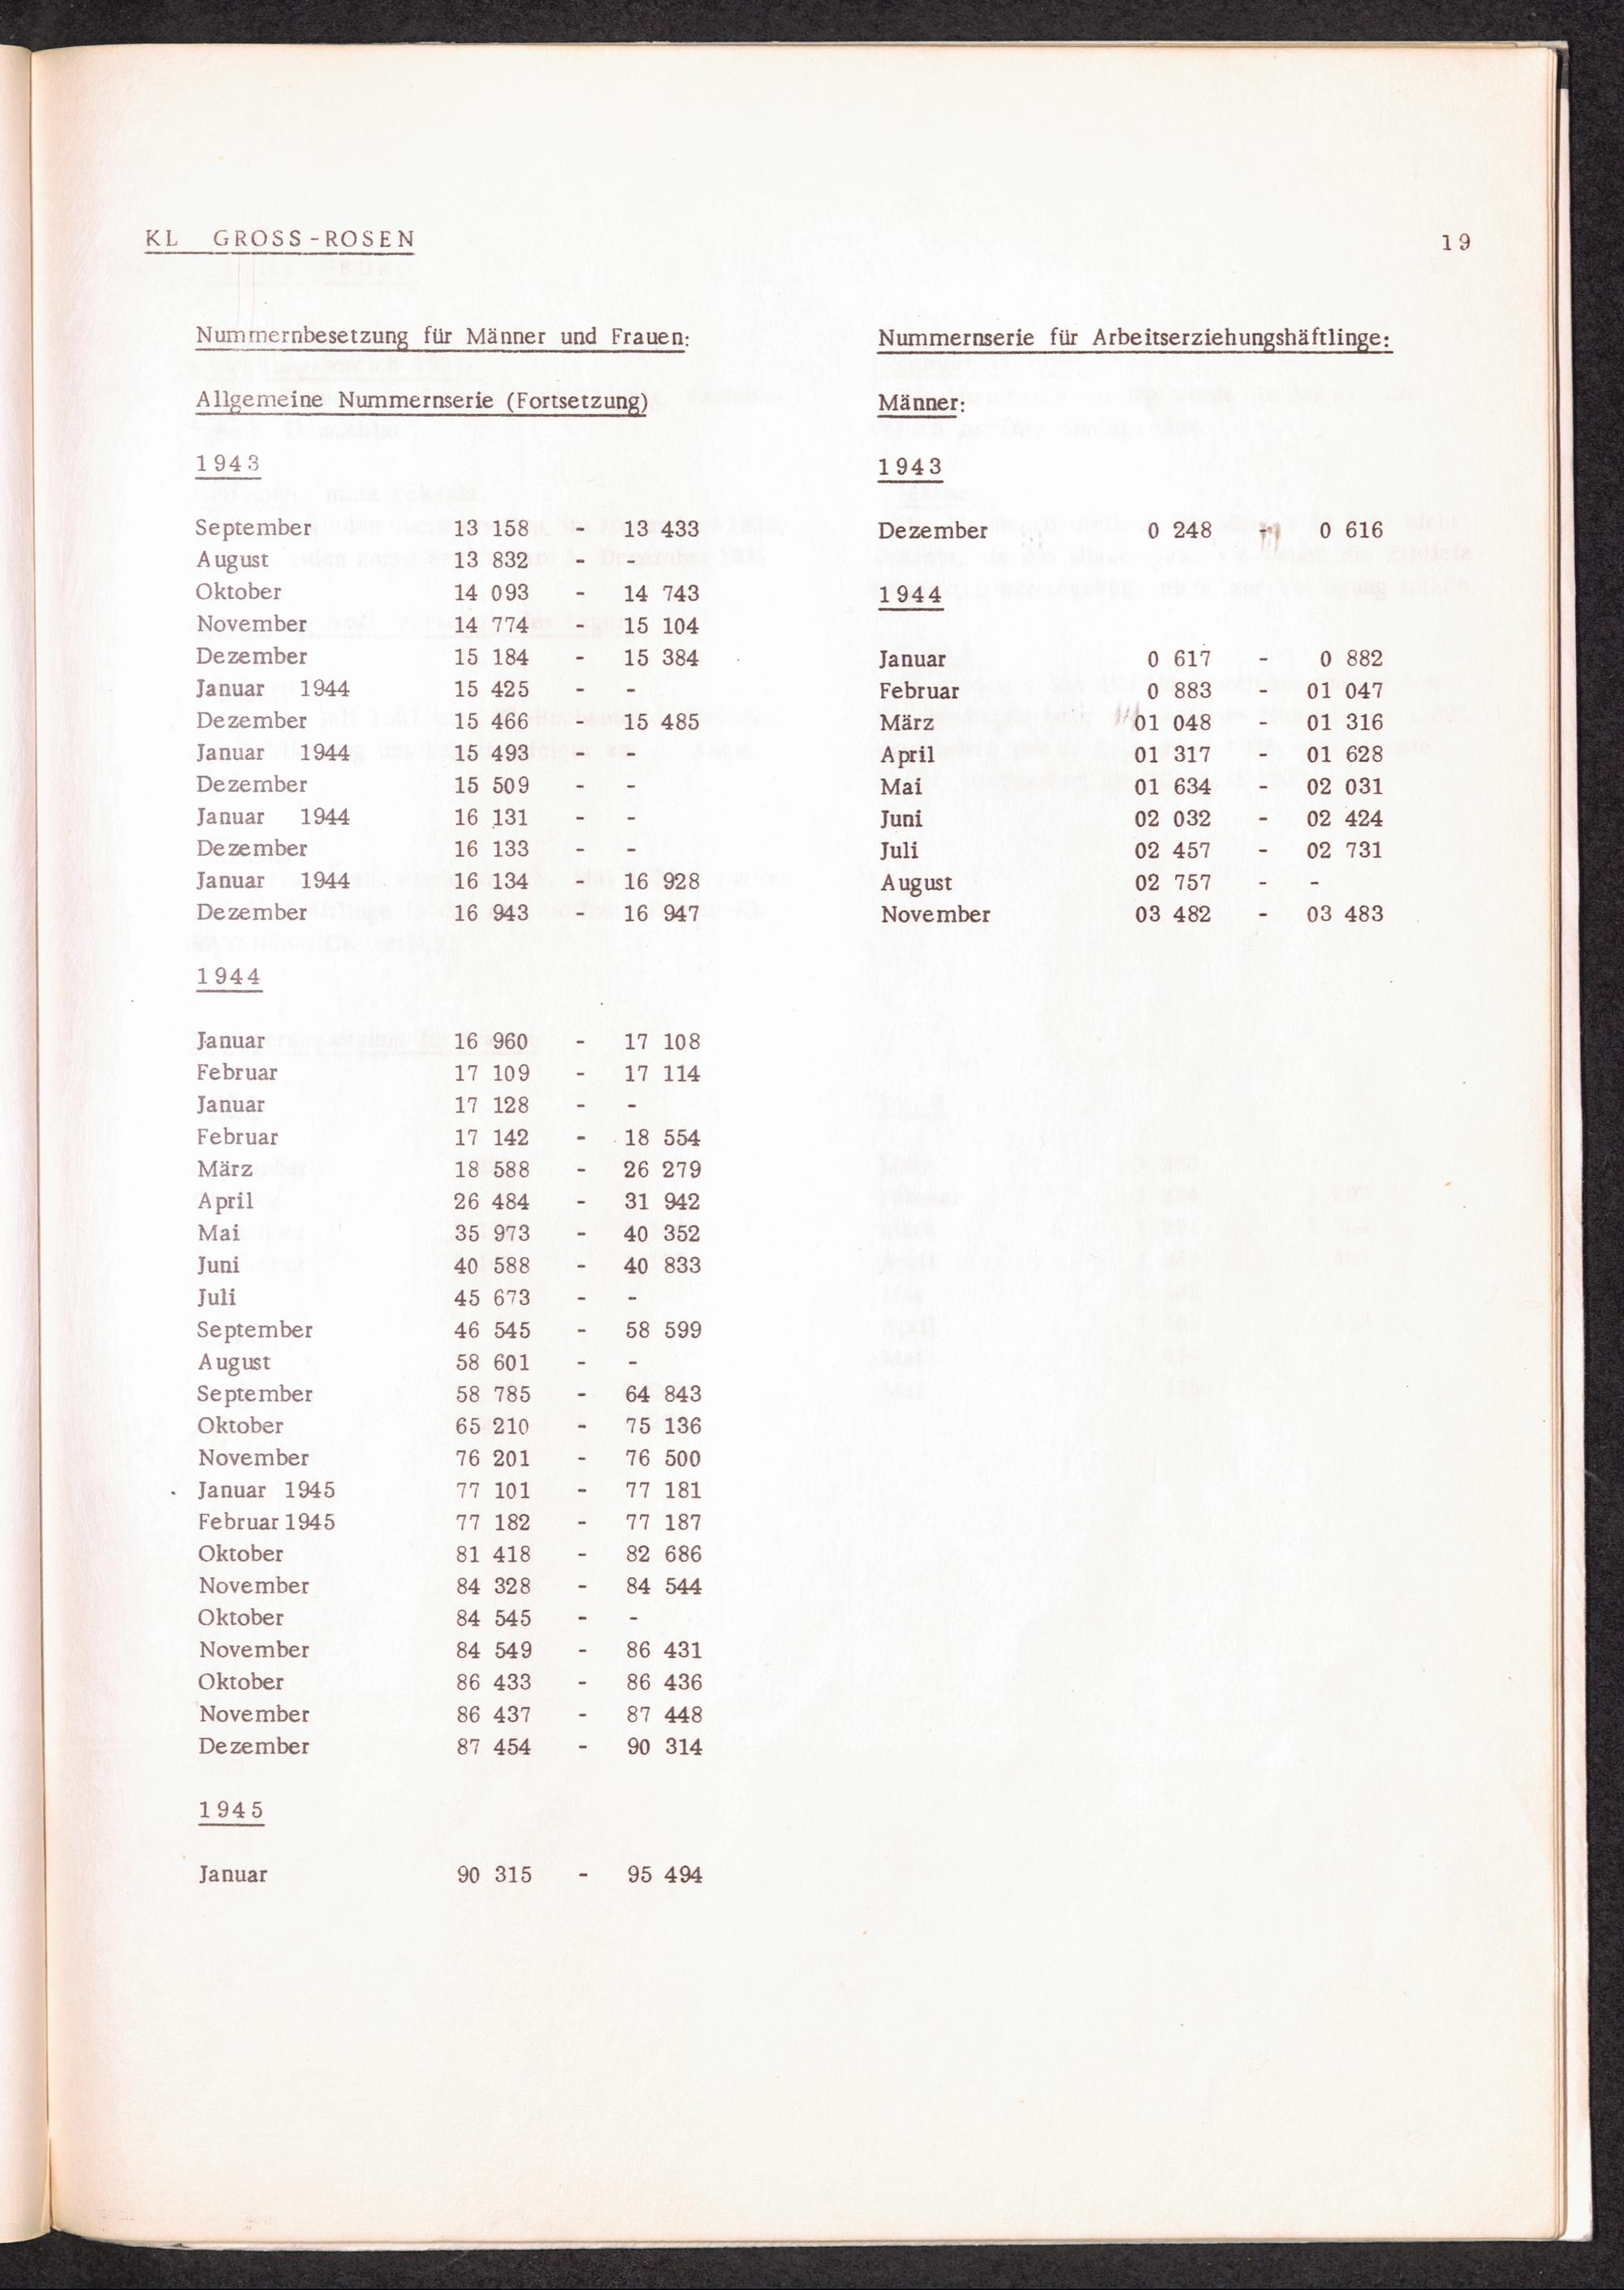 KL GROSS-ROSEN
19
Nummernbesetzung für Männer und Frauen:
Allgemeine Nummernserie (Fortsetzung)
1943
September 13 158 - 13 433
August 13 832 - -
Oktober 14 093 - 14 743
November 14 774 - 15 104
Dezember 15 184 - 15 384
Januar 1944 15 425 - -
Dezember 15 466 - 15 485
Januar 1944 15 493 - -
Dezember 15 509 - -
Januar 1944 16 131 - -
Dezember 16 133 - -
Januar 1944 16 134 - 16 928
Dezember 16 943 - 16 947
1944
Januar 16 960 - 17 108
Februar 17 109 - 17 114
Januar 17 128 - -
Februar 17 142 - 18 554
März 18 588 - 26 279
April 26 484 - 31 942
Mai 35 973 - 40 352
Juni 40 588 - 40 833
Juli 45 673 - -
September 46 545 - 58 599
August 58 601 - -
September 58 785 - 64 843
Oktober 65 210 - 75 136
November 76 201 - 76 500
Januar 1945 77 101 - 77 181
Februar 1945 77 182 - 77 187
Oktober 81 418 - 82 686
November 84 328 - 84 544
Oktober 84 545 - -
November 84 549 - 86 431
Oktober 86 433 - 86 436
November 86 437 - 87 448
Dezember 87 454 - 90 314
1945
Januar 90 315 - 95 494
Nummernserie für Arbeitserziehungshäftlinge:
Männer:
1943
Dezember 0 248 - 0 616
1944
Januar 0 617 - 0 882
Februar 0 883 - 01 047
März 01 048 - 01 316
April 01 317 - 01 628
Mai 01 634 - 02 031
Juni 02 032 - 02 424
Juli 02 457 - 02 731
August 02 757 - -
November 03 482 - 03 483